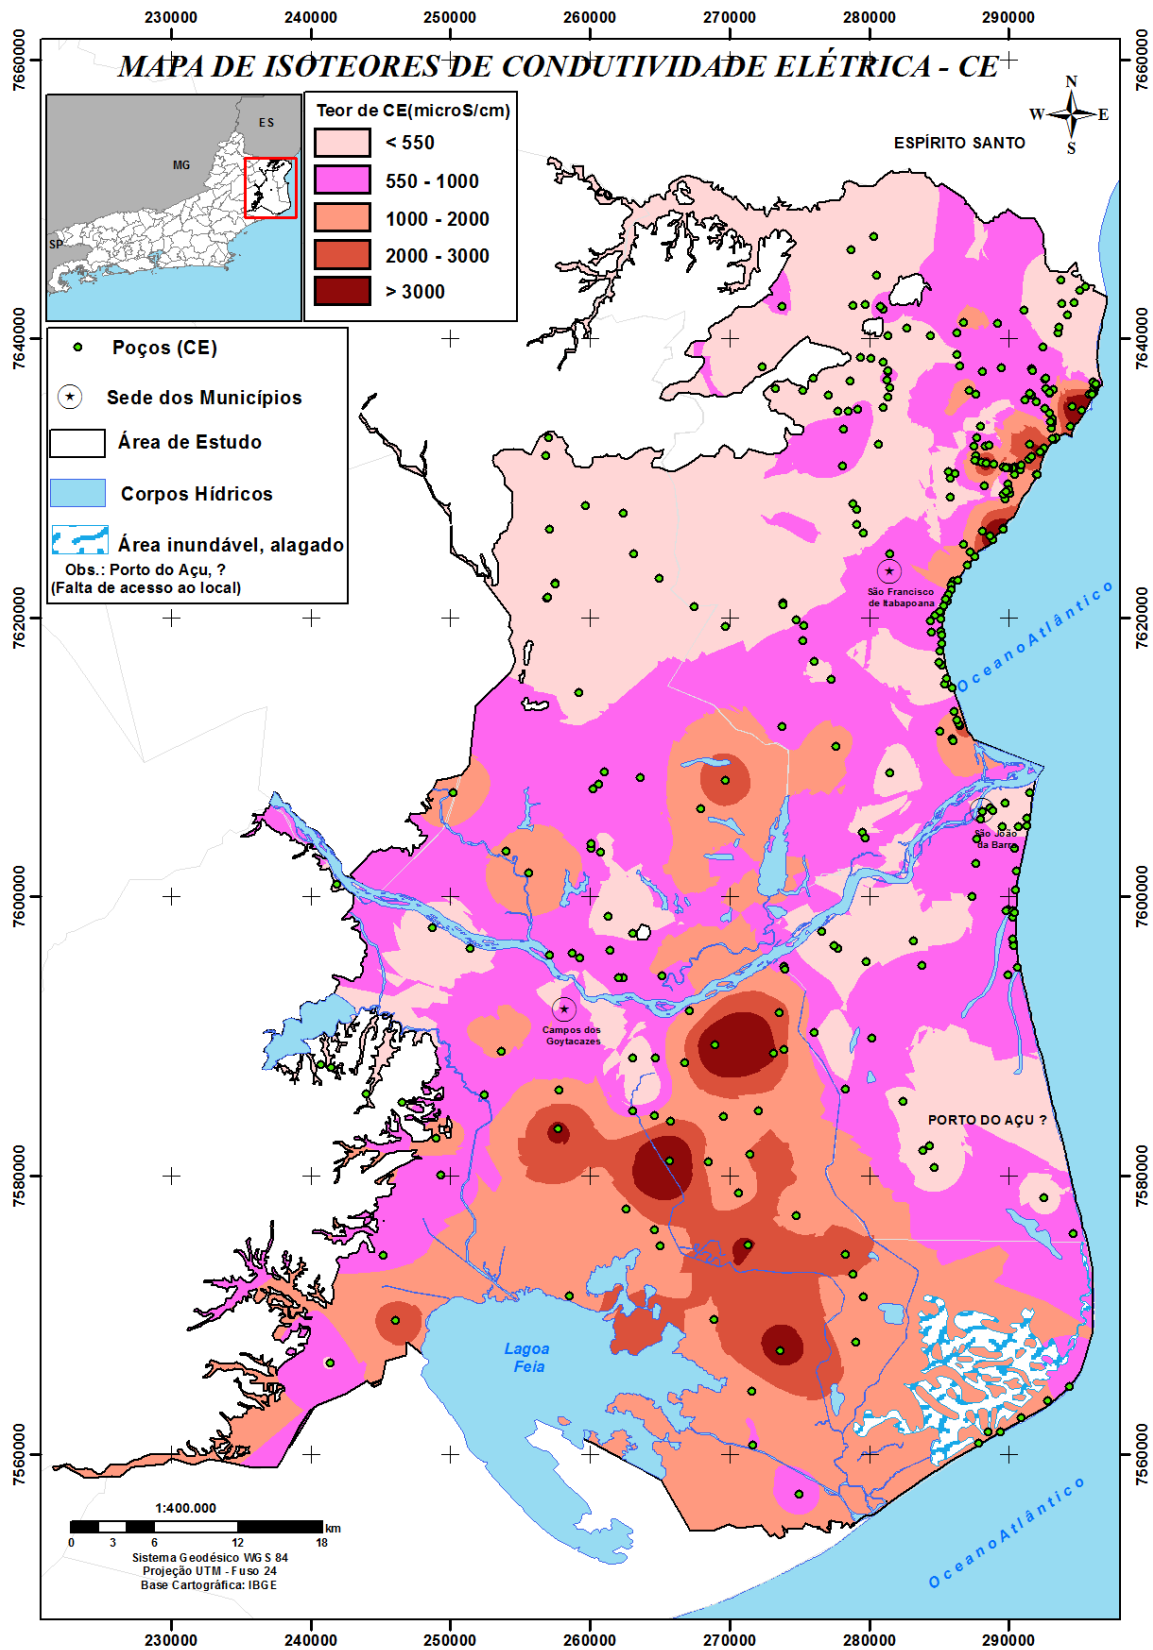 230000 240000 250000 260000 270000 280000 290000
7660000
7660000
MAPA DE ISOTEORES DE CONDUTIVIDADE ELÉTRICA - CE
N
W E
S
ES
MG
SP
Teor de CE(microS/cm)
< 550
550 - 1000
1000 - 2000
2000 - 3000
> 3000
ESPÍRITO SANTO
7640000
7640000
Poços (CE)
Sede dos Municípios
Área de Estudo
Corpos Hídricos
Área inundável, alagado
Obs.: Porto do Açu, ?
(Falta de acesso ao local)
São Francisco
de Itabapoana
7620000
7620000
Oceano Atlântico
São João
da Barra
7600000
7600000
Campos dos
Goytacazes
PORTO DO AÇU ?
7580000
7580000
Lagoa
Feia
7560000
7560000
Oceano Atlântico
1:400.000
km
0 3 6 12 18
Sistema Geodésico WGS 84
Projeção UTM - Fuso 24
Base Cartográfica: IBGE
230000 240000 250000 260000 270000 280000 290000